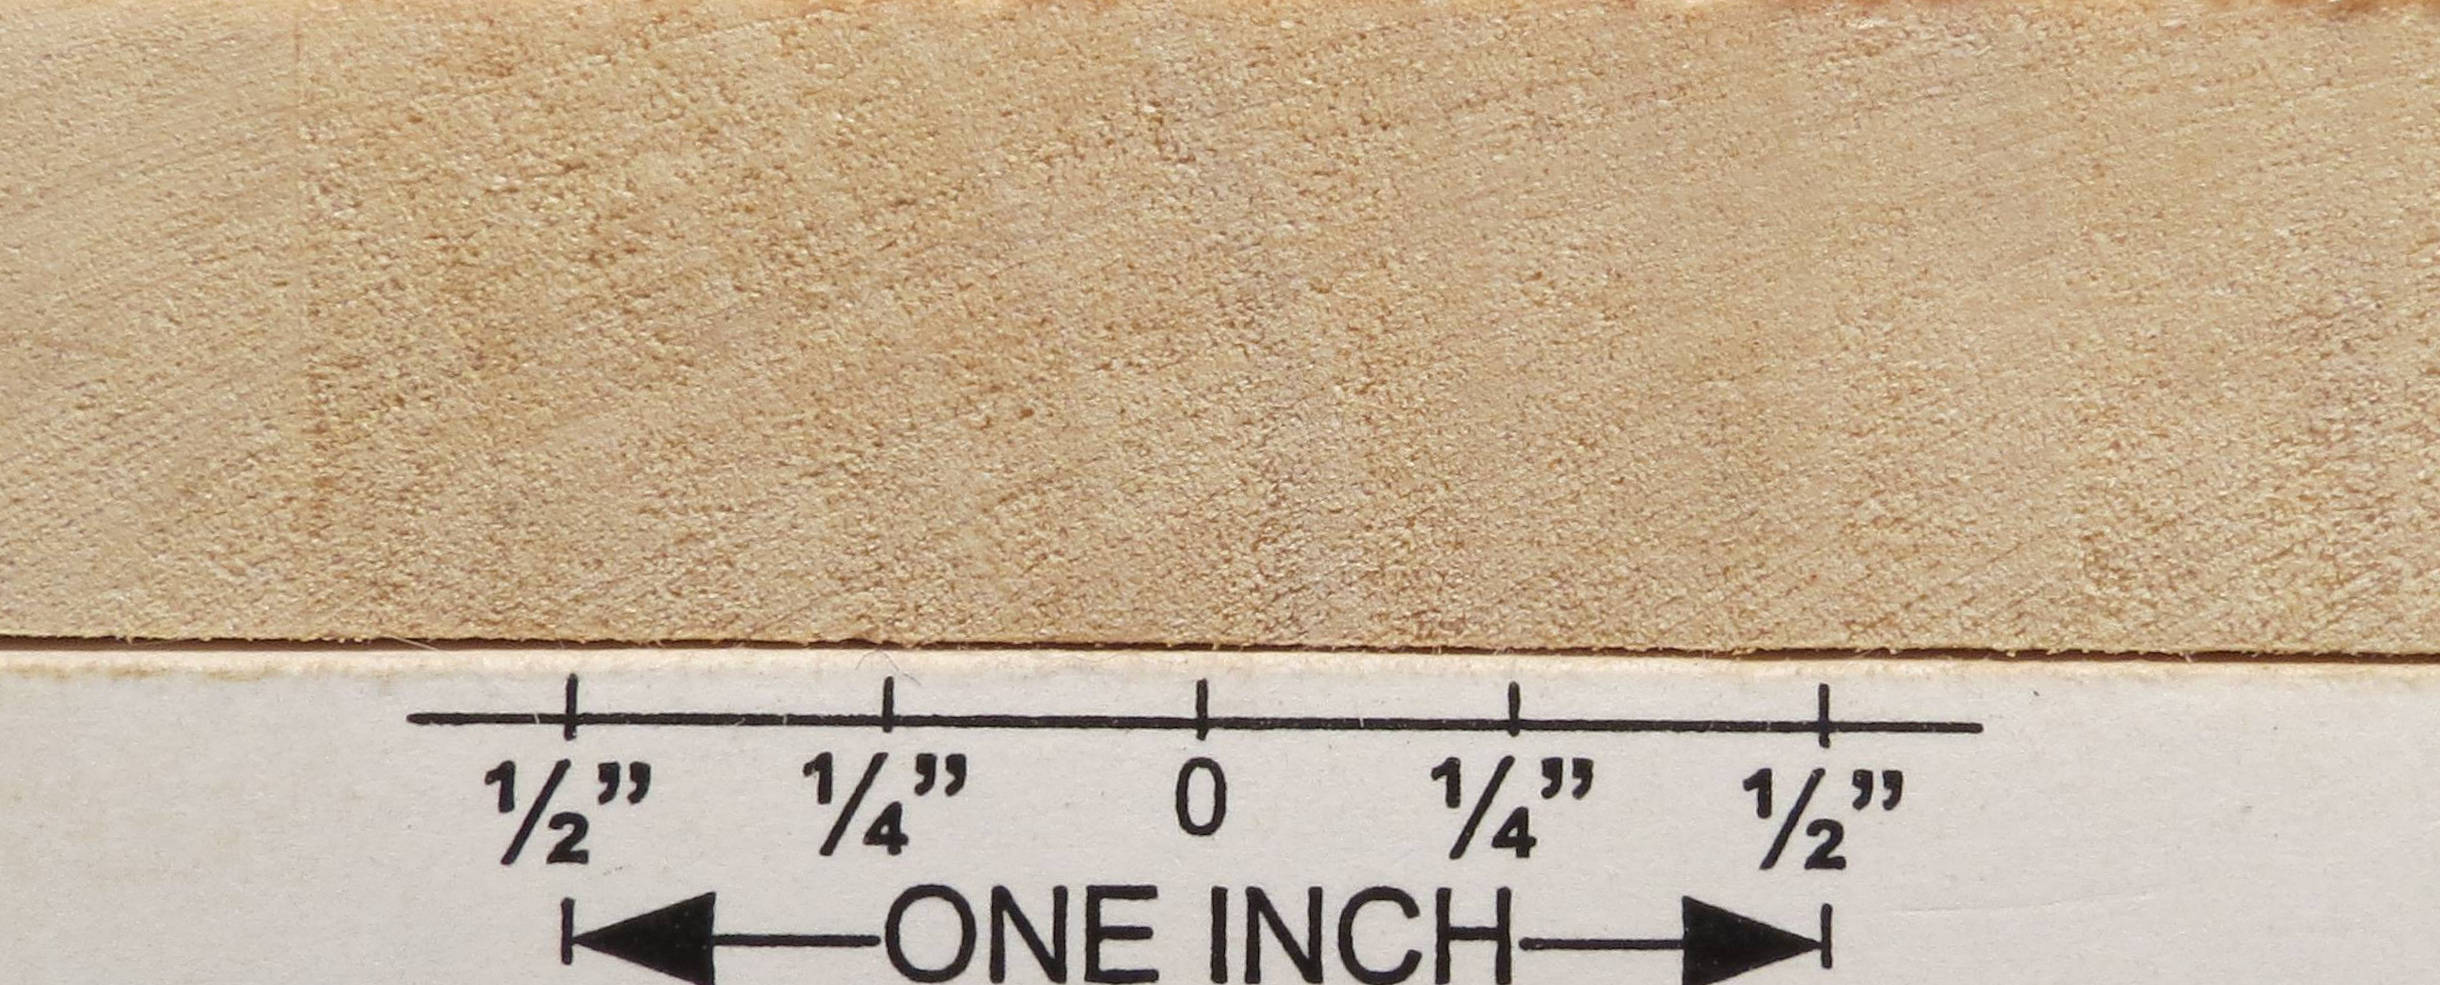 ½” ¼” 0 ¼” ½”
ONE INCH